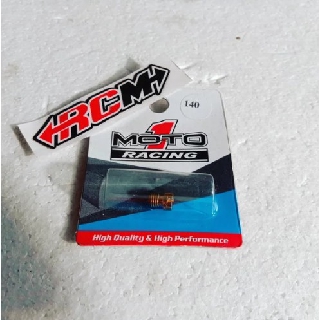 RCM
140
MOTO
1
RACING
High Quality & High Performance